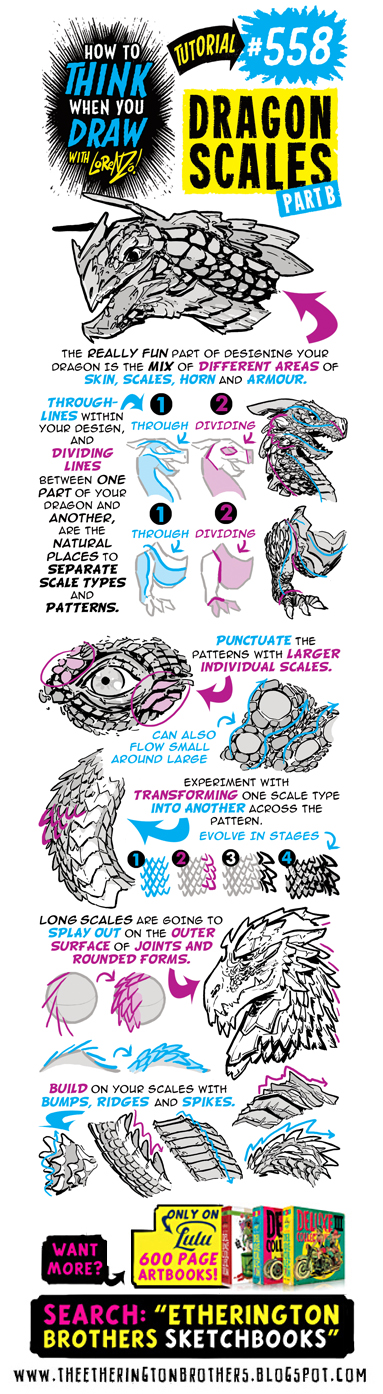 HOW TO
THINK
WHEN YOU
DRAW
WITH LORENZO!
TUTORIAL
#558
DRAGON
SCALES
PART B
THE REALLY FUN PART OF DESIGNING YOUR
DRAGON IS THE MIX OF DIFFERENT AREAS OF
SKIN, SCALES, HORN AND ARMOUR.
THROUGH-
LINES WITHIN
YOUR DESIGN,
AND
DIVIDING
LINES
BETWEEN ONE
PART OF YOUR
DRAGON AND
ANOTHER,
ARE THE
NATURAL
PLACES TO
SEPARATE
SCALE TYPES
AND
PATTERNS.
1 2
THROUGH DIVIDING
1 2
THROUGH DIVIDING
PUNCTUATE THE
PATTERNS WITH LARGER
INDIVIDUAL SCALES.
CAN ALSO
FLOW SMALL
AROUND LARGE
EXPERIMENT WITH
TRANSFORMING ONE SCALE TYPE
INTO ANOTHER ACROSS THE
PATTERN.
EVOLVE IN STAGES
1 2 3 4
LONG SCALES ARE GOING TO
SPLAY OUT ON THE OUTER
SURFACE OF JOINTS AND
ROUNDED FORMS.
BUILD ON YOUR SCALES WITH
BUMPS, RIDGES AND SPIKES.
WANT
MORE?
ONLY ON
Lulu
600 PAGE
ARTBOOKS!
DELUXE
III
SEARCH: "ETHERINGTON
BROTHERS SKETCHBOOKS"
WWW.THEETHERINGTONBROTHERS.BLOGSPOT.COM